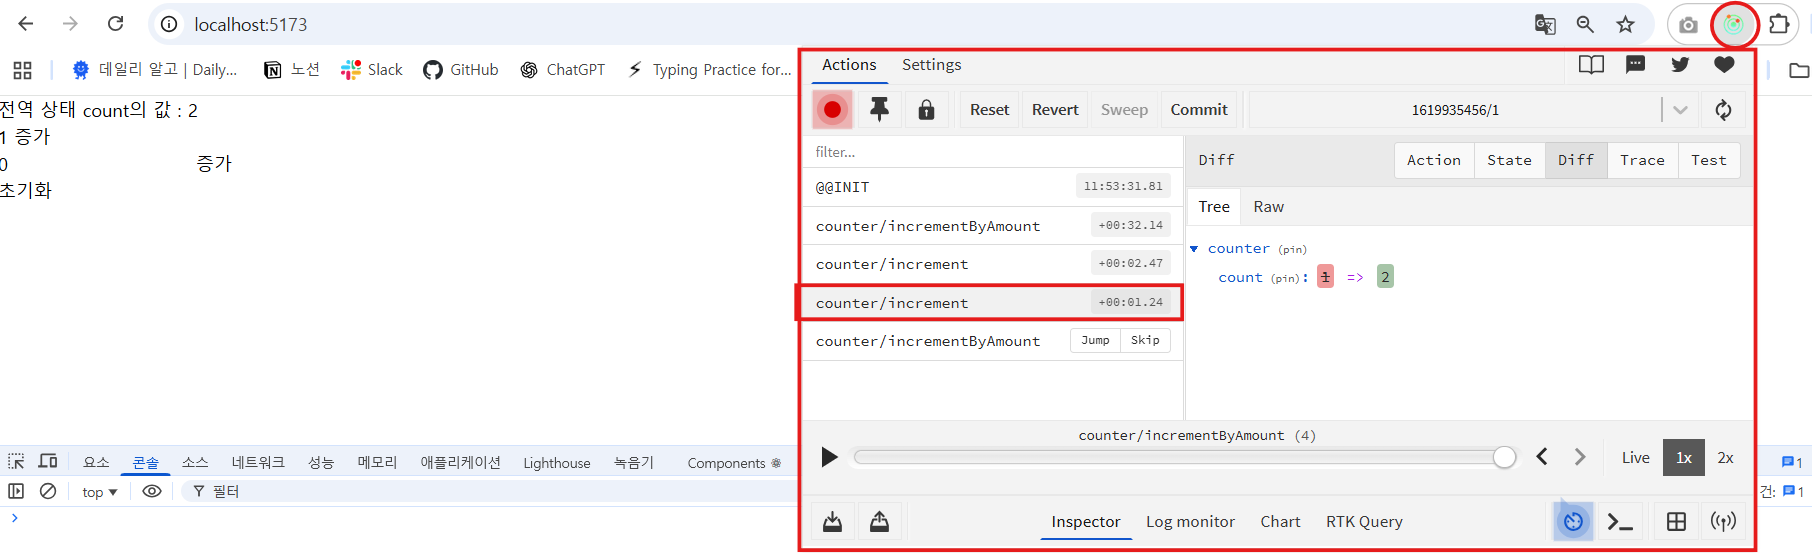 localhost:5173
데일리 알고 | Daily... 노션 Slack GitHub ChatGPT Typing Practice for...
전역 상태 count의 값 : 2
1 증가
0 증가
초기화
Actions Settings
Reset Revert Sweep Commit 1619935456/1
filter...
@@INIT 11:53:31.81
counter/incrementByAmount +00:32.14
counter/increment +00:02.47
counter/increment +00:01.24
counter/incrementByAmount Jump Skip
Diff Action State Diff Trace Test
Tree Raw
counter (pin)
count (pin): 1 => 2
counter/incrementByAmount (4)
Live 1x 2x
Inspector Log monitor Chart RTK Query
요소 콘솔 소스 네트워크 성능 메모리 애플리케이션 Lighthouse 녹음기 Components 1
top 필터 건: 1